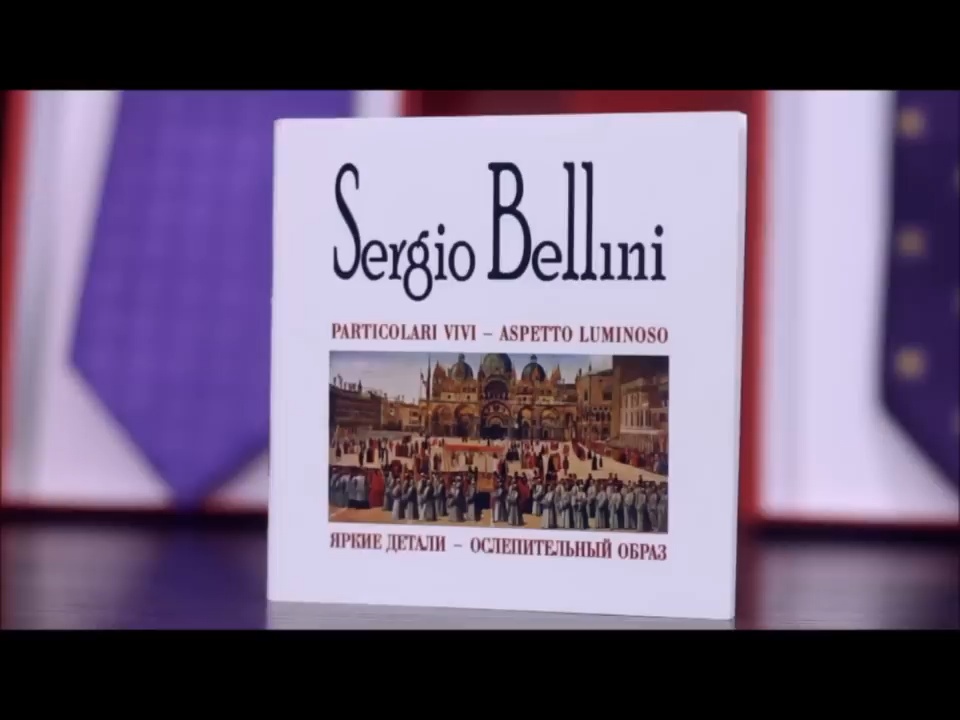 Sergio Bellini
PARTICOLARI VIVI – ASPETTO LUMINOSO
ЯРКИЕ ДЕТАЛИ – ОСЛЕПИТЕЛЬНЫЙ ОБРАЗ